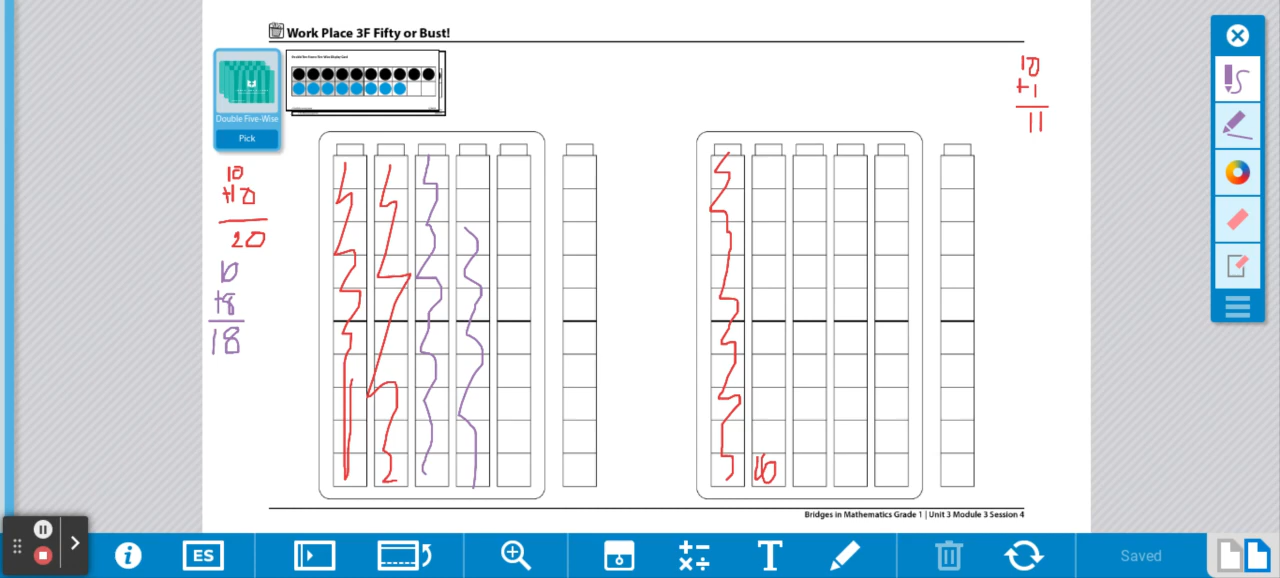 Work Place 3F Fifty or Bust!
Double Five-Wise
Pick
10
+10
20
10
+8
18
10
+1
11
Bridges in Mathematics Grade 1 | Unit 3 Module 3 Session 4
ES
T
Saved